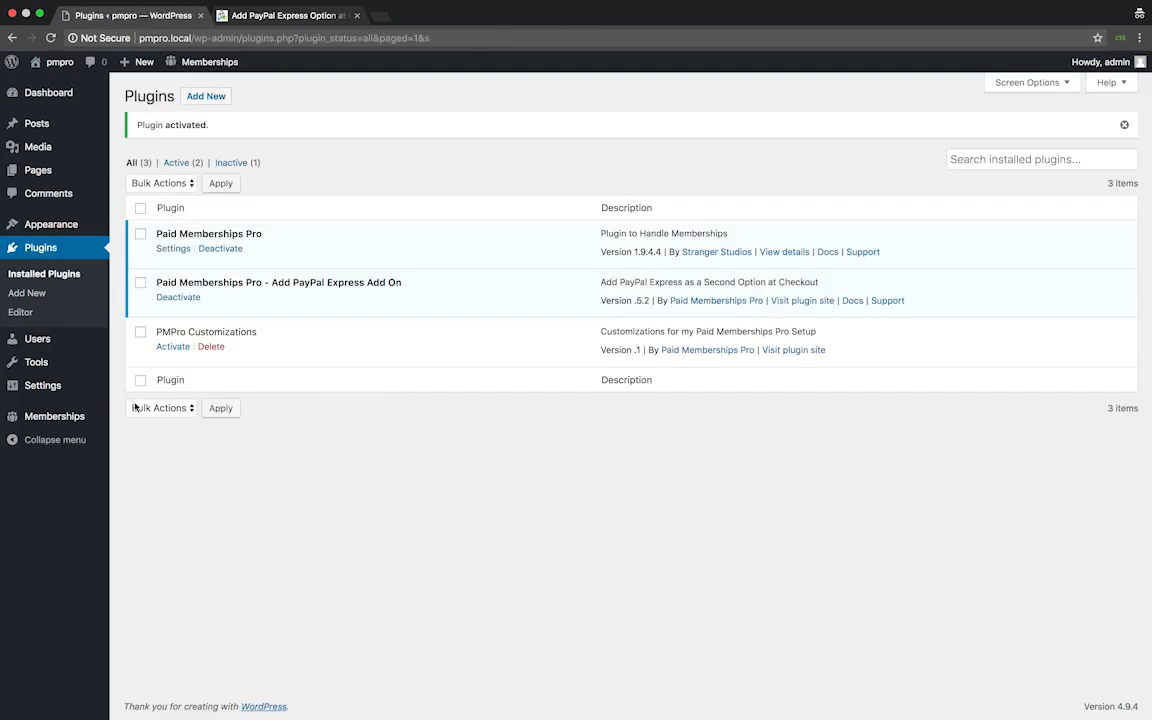 Plugins ‹ pmpro — WordPress
Add PayPal Express Option at
Not Secure | pmpro.local/wp-admin/plugins.php?plugin_status=all&paged=1&s
css
pmpro 0 New Memberships Howdy, admin
Screen Options Help
Plugins Add New
Plugin activated.
All (3) | Active (2) | Inactive (1)
Search installed plugins...
Bulk Actions Apply 3 items
Plugin Description
Paid Memberships Pro Plugin to Handle Memberships
Settings | Deactivate Version 1.9.4.4 | By Stranger Studios | View details | Docs | Support
Paid Memberships Pro - Add PayPal Express Add On Add PayPal Express as a Second Option at Checkout
Deactivate Version .5.2 | By Paid Memberships Pro | Visit plugin site | Docs | Support
PMPro Customizations Customizations for my Paid Memberships Pro Setup
Activate | Delete Version .1 | By Paid Memberships Pro | Visit plugin site
Plugin Description
Bulk Actions Apply 3 items
Dashboard
Posts
Media
Pages
Comments
Appearance
Plugins
Installed Plugins
Add New
Editor
Users
Tools
Settings
Memberships
Collapse menu
Thank you for creating with WordPress. Version 4.9.4